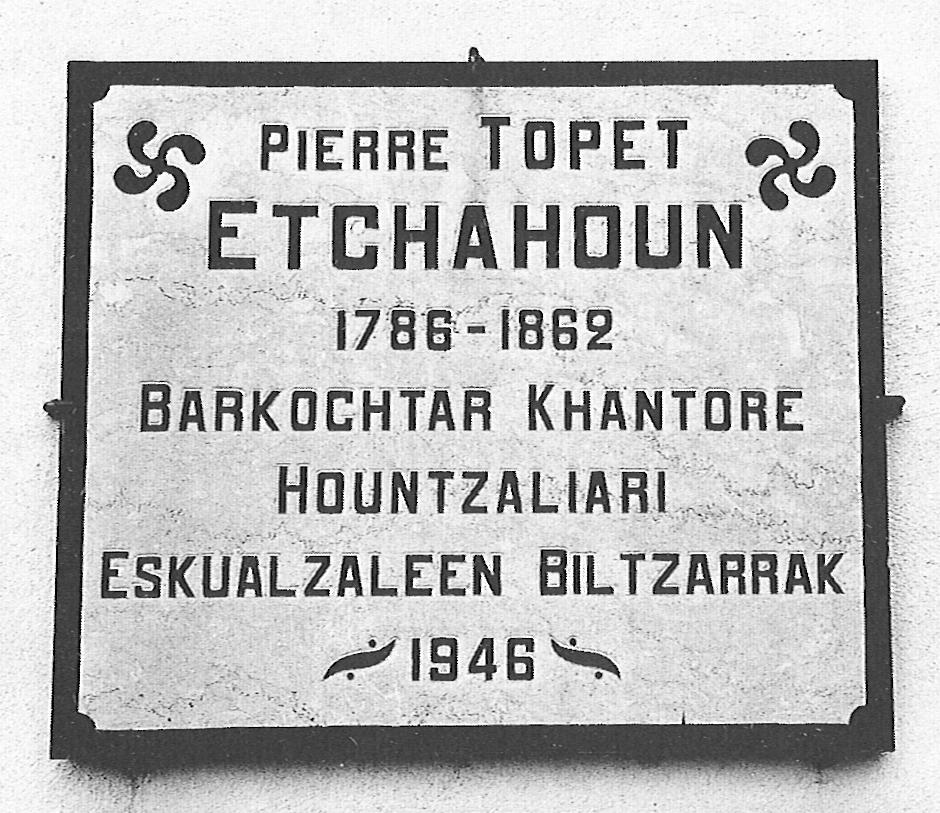 PIERRE TOPET
ETCHAHOUN
1786-1862
BARKOCHTAR KHANTORE
HOUNTZALIARI
ESKUALZALEEN BILTZARRAK
1946